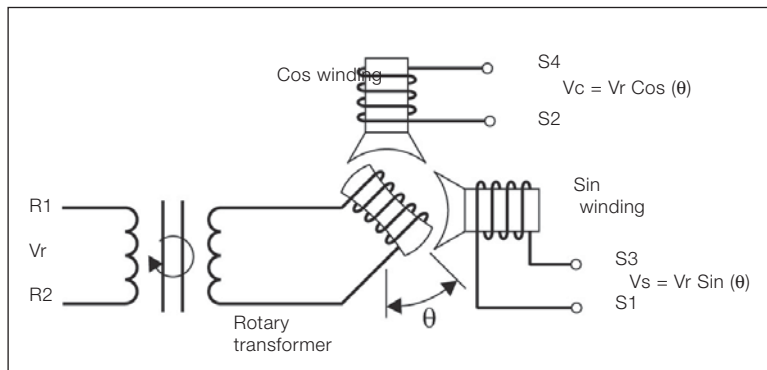 Cos winding
S4
Vc = Vr Cos (θ)
S2
Sin
winding
R1
Vr
R2
S3
Vs = Vr Sin (θ)
S1
Rotary
transformer
θ